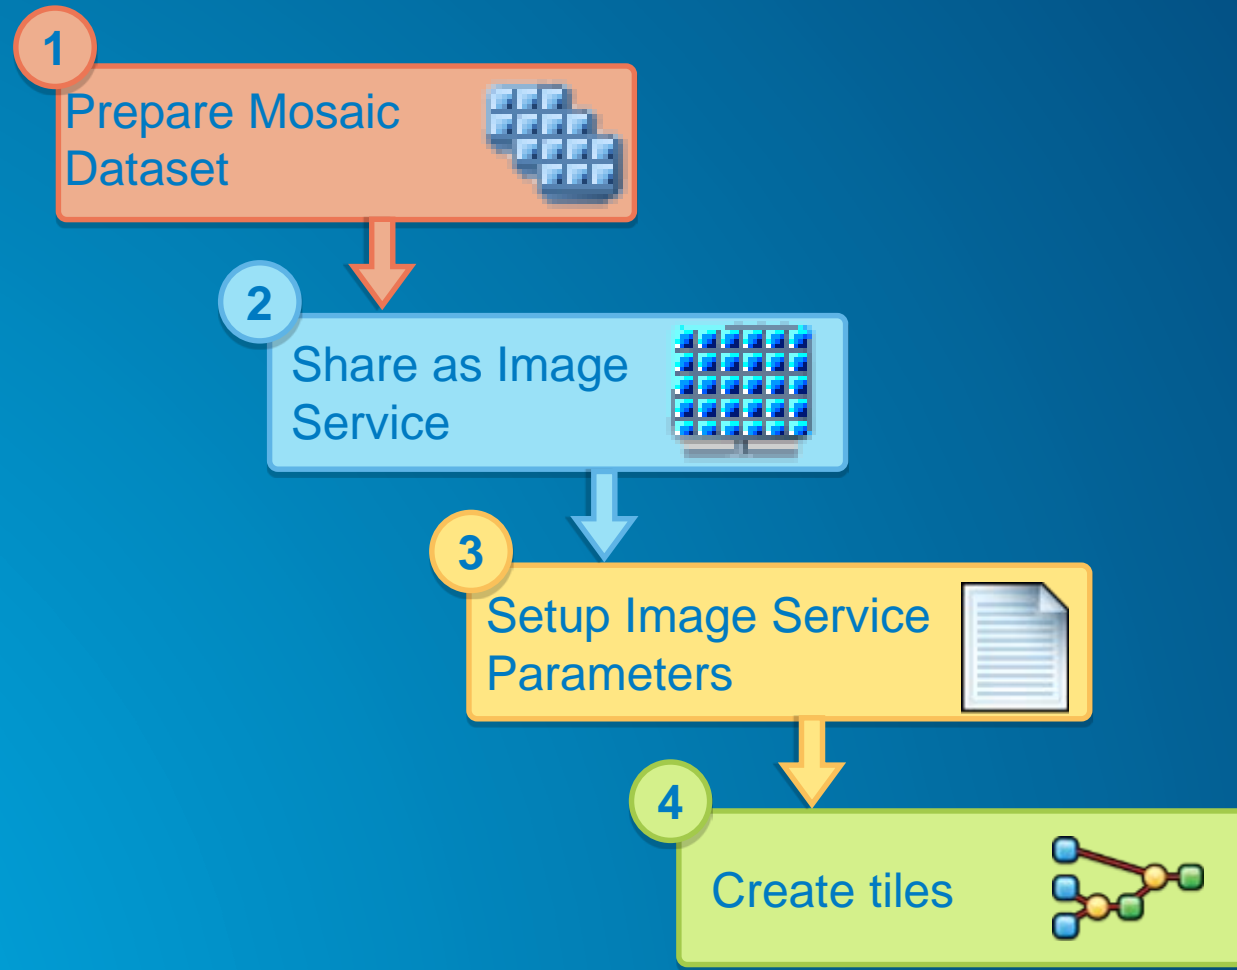 1
Prepare Mosaic
Dataset
2
Share as Image
Service
3
Setup Image Service
Parameters
4
Create tiles